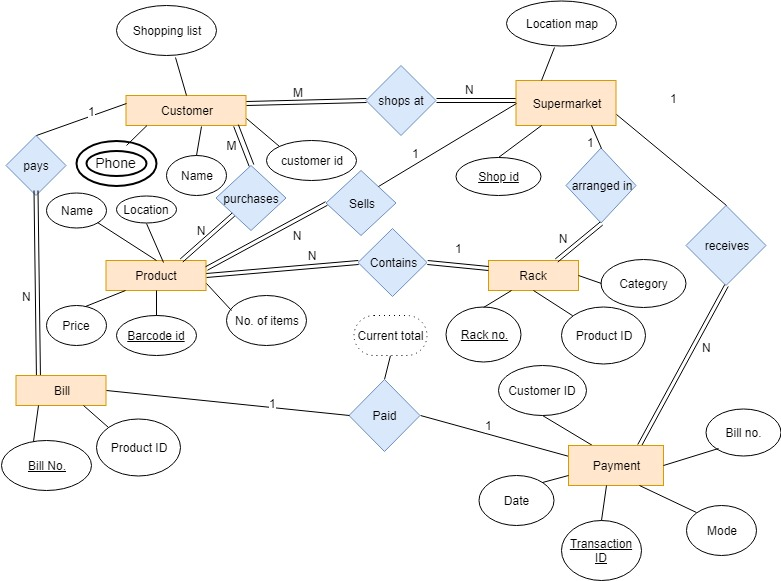 Location map
Shopping list
M
N
shops at
Supermarket
1
Customer
1
M
1
1
Phone
Name
customer id
pays
Shop id
arranged in
purchases
Name
Location
Sells
N
N
N
receives
N
1
Contains
Product
Rack
Category
N
Price
Barcode id
No. of items
Current total
Rack no.
Product ID
N
Bill
Customer ID
1
Paid
1
Bill no.
Product ID
Bill No.
Payment
Date
Mode
Transaction
ID